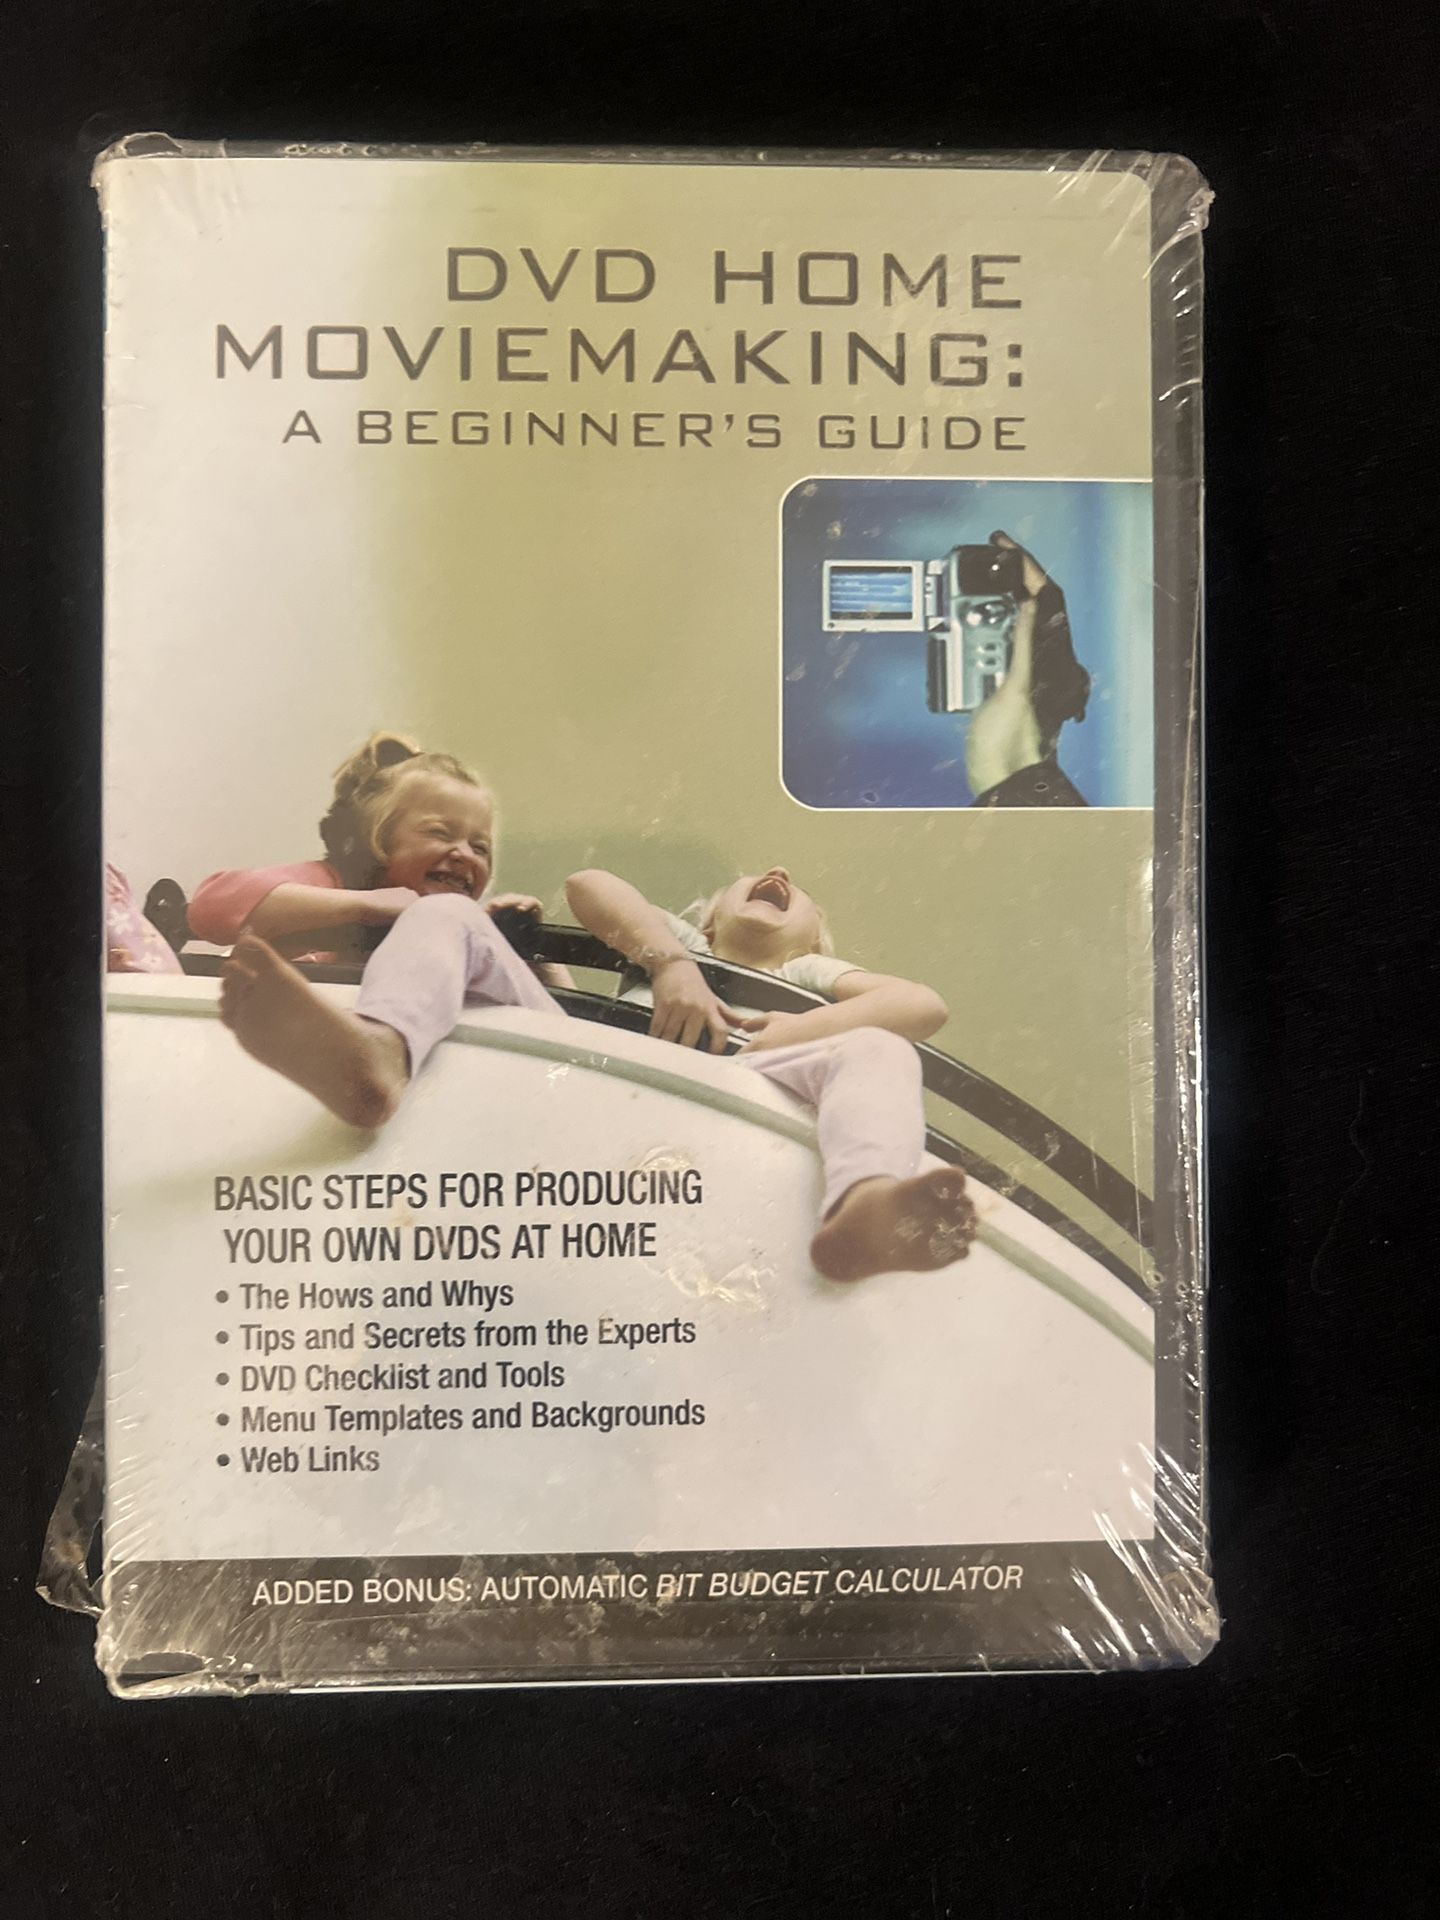 DVD HOME
MOVIEMAKING:
A BEGINNER'S GUIDE
BASIC STEPS FOR PRODUCING
YOUR OWN DVDS AT HOME
• The Hows and Whys
• Tips and Secrets from the Experts
• DVD Checklist and Tools
• Menu Templates and Backgrounds
• Web Links
ADDED BONUS: AUTOMATIC BIT BUDGET CALCULATOR